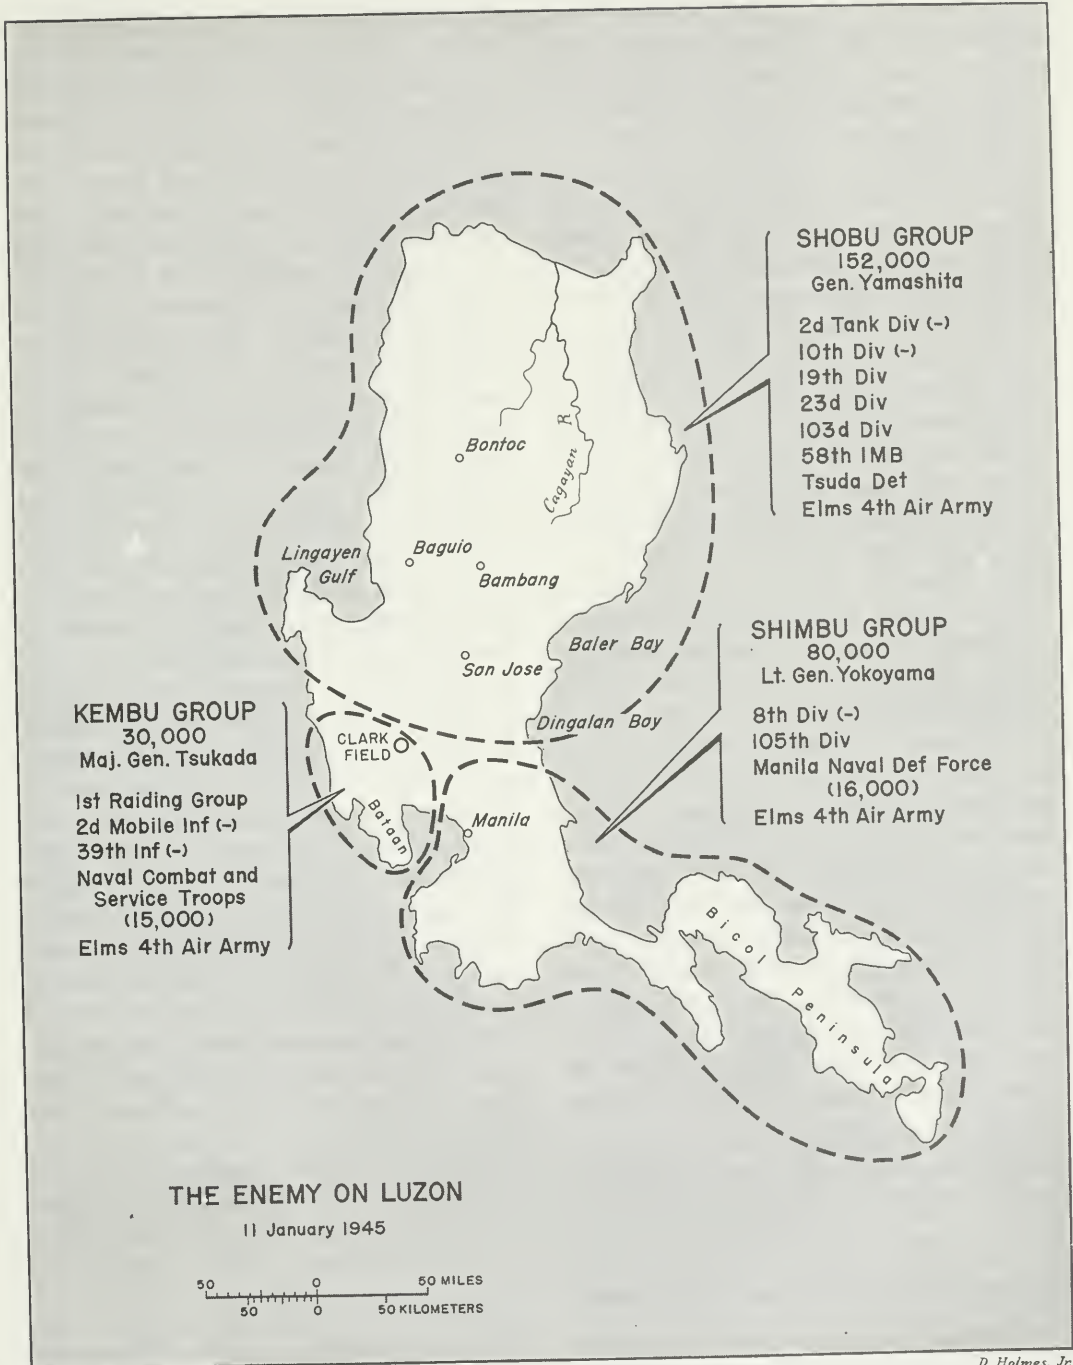 SHOBU GROUP
152,000
Gen. Yamashita
2d Tank Div (-)
10th Div (-)
19th Div
23d Div
103d Div
58th IMB
Tsuda Det
Elms 4th Air Army
Bontoc
Cagayan R
Lingayen
Gulf
Baguio
Bambang
SHIMBU GROUP
80,000
Lt. Gen. Yokoyama
8th Div (-)
105th Div
Manila Naval Def Force
(16,000)
Elms 4th Air Army
Baler Bay
San Jose
Dingalan Bay
KEMBU GROUP
30,000
Maj. Gen. Tsukada
1st Raiding Group
2d Mobile Inf (-)
39th Inf (-)
Naval Combat and
Service Troops
(15,000)
Elms 4th Air Army
CLARK
FIELD
Bataan
Manila
Bicol Peninsula
THE ENEMY ON LUZON
11 January 1945
50 0 50 MILES
50 0 50 KILOMETERS
D. Holmes, Jr